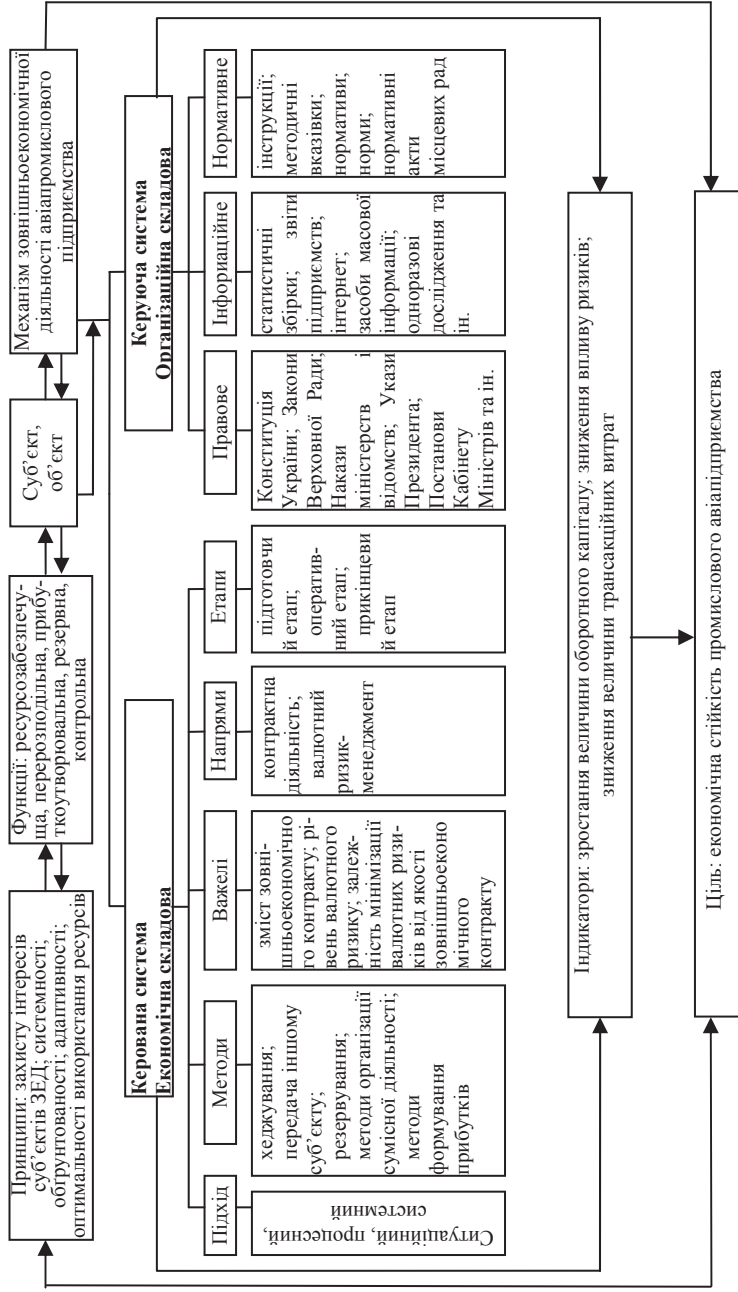 Принципи: захисту інтересів
суб’єктів ЗЕД; системності;
обґрунтованості; адаптивності;
оптимальності використання ресурсів
Функції: ресурсозабезпечу-
ща, перерозподільна, прибу-
ткоутворювальна, резервна,
контрольна
Суб’єкт,
об’єкт
Механізм зовнішньоекономічної
діяльності авіапромислового
підприємства
Керована система
Економічна складова
Керуюча система
Організаційна складова
Підхід
Ситуаційний, процесний,
системний
Методи
хеджування;
передача іншому
суб’єкту;
резервування;
методи організації
сумісної діяльності;
методи
формування
прибутків
Важелі
зміст зовні-
шньоекономічно
го контракту; рі-
вень валютного
ризику; залеж-
ність мінімізації
валютних ризи-
ків від якості
зовнішньоеконо
мічного
контракту
Напрями
контрактна
діяльність;
валютний
ризик-
менеджмент
Етапи
підготовчи
й етап;
оператив-
ний етап;
прикінцеви
й етап
Правове
Конституція
України; Закони
Верховної Ради;
Накази
міністерств і
відомств; Укази
Президента;
Постанови
Кабінету
Міністрів та ін.
Інфориаційне
статистичні
збірки; звіти
підприємств;
інтернет;
засоби масової
інформації;
одноразові
дослідження та
ін.
Нормативне
інструкції;
методичні
вказівки;
нормативи;
норми;
нормативні
акти
місцевих рад
Індикатори: зростання величини оборотного капіталу; зниження впливу ризиків;
зниження величини трансакційних витрат
Ціль: економічна стійкість промислового авіапідприємства